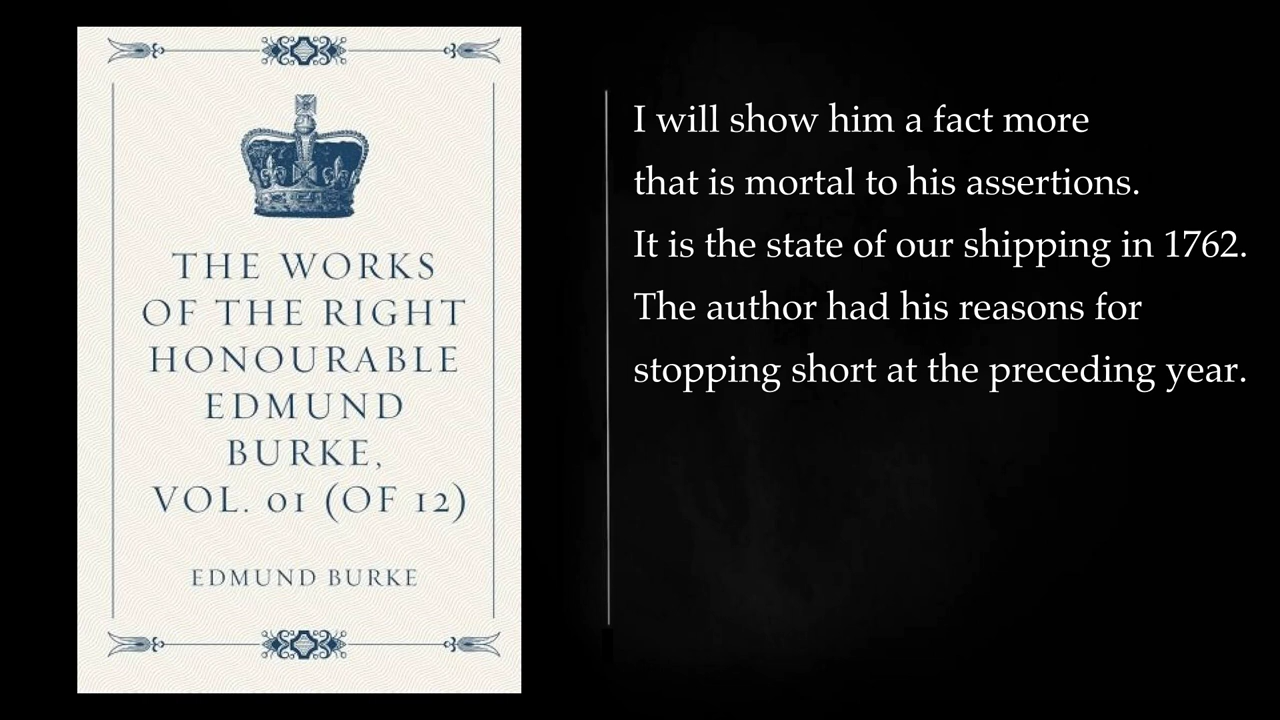 THE WORKS
OF THE RIGHT
HONOURABLE
EDMUND
BURKE,
VOL. 01 (OF 12)
EDMUND BURKE
I will show him a fact more
that is mortal to his assertions.
It is the state of our shipping in 1762.
The author had his reasons for
stopping short at the preceding year.